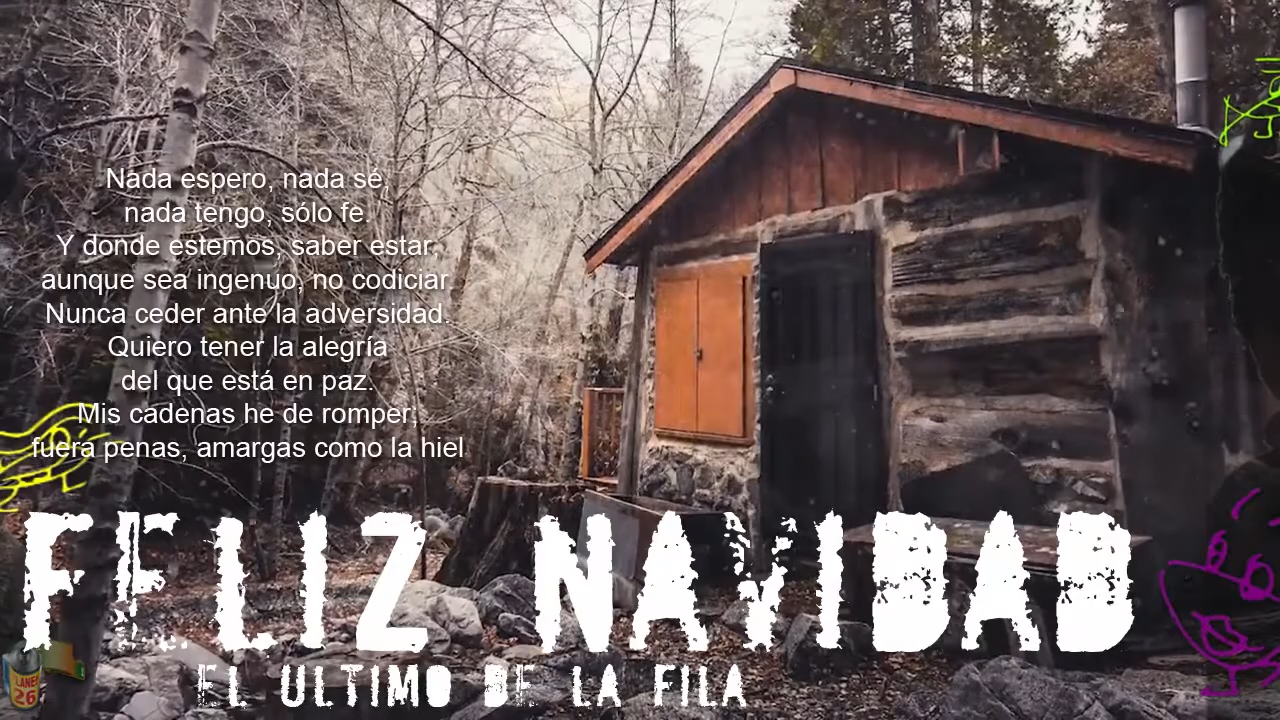 Nada espero, nada sé,
nada tengo, sólo fe.
Y donde estemos, saber estar,
aunque sea ingenuo, no codiciar.
Nunca ceder ante la adversidad.
Quiero tener la alegría
del que está en paz.
Mis cadenas he de romper;
fuera penas, amargas como la hiel
FELIZ NAVIDAD
EL ULTIMO DE LA FILA
LANE
26